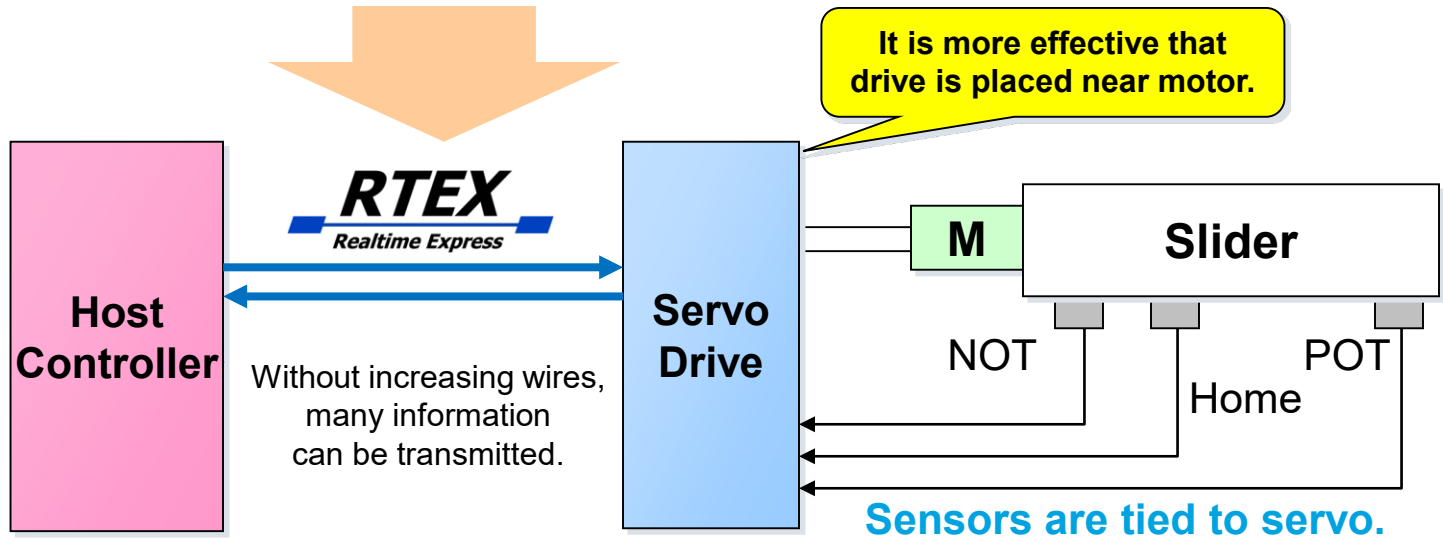 It is more effective that
drive is placed near motor.
RTEX
Realtime Express
Host
Controller
Without increasing wires,
many information
can be transmitted.
Servo
Drive
M
Slider
NOT
Home
POT
Sensors are tied to servo.